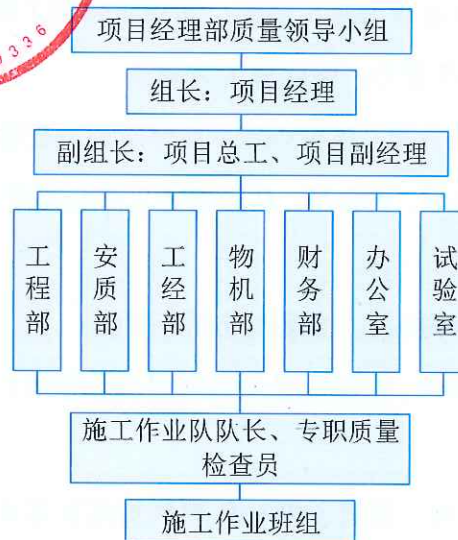 9336
项目经理部质量领导小组
组长：项目经理
副组长：项目总工、项目副经理
工程部
安质部
工经部
物机部
财务部
办公室
试验室
施工作业队队长、专职质量
检查员
施工作业班组